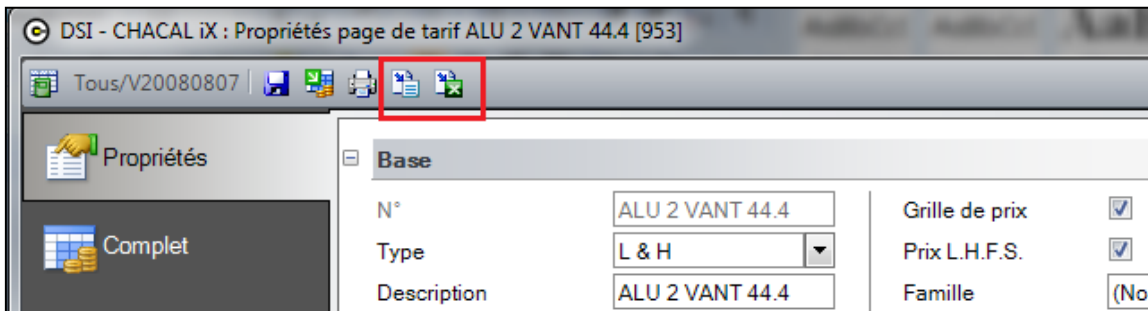 DSI - CHACAL iX : Propriétés page de tarif ALU 2 VANT 44.4 [953]
Tous/V20080807
Propriétés
Base
N° ALU 2 VANT 44.4 Grille de prix
Complet
Type L & H Prix L.H.F.S.
Description ALU 2 VANT 44.4 Famille (No